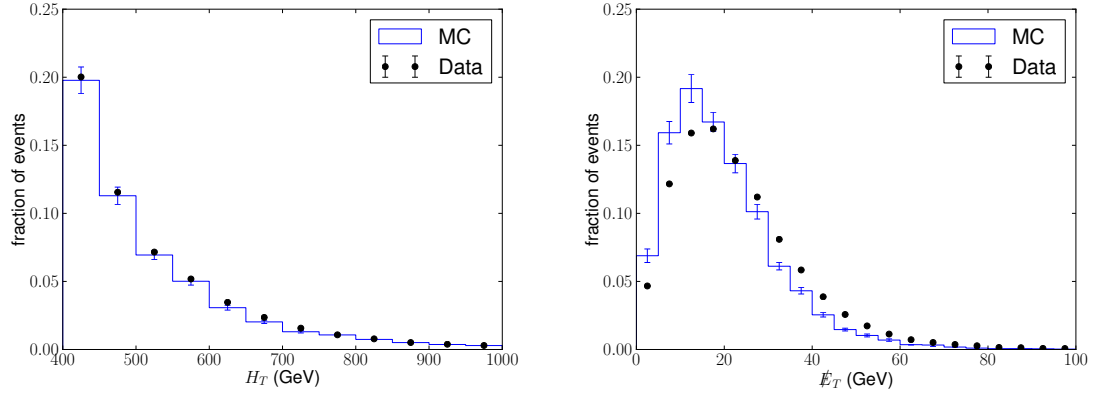 0.25
0.20
0.15
0.10
0.05
0.00
fraction of events
MC
Data
400 500 600 700 800 900 1000
H_T (GeV)
0.25
0.20
0.15
0.10
0.05
0.00
fraction of events
MC
Data
0 20 40 60 80 100
E̸_T (GeV)